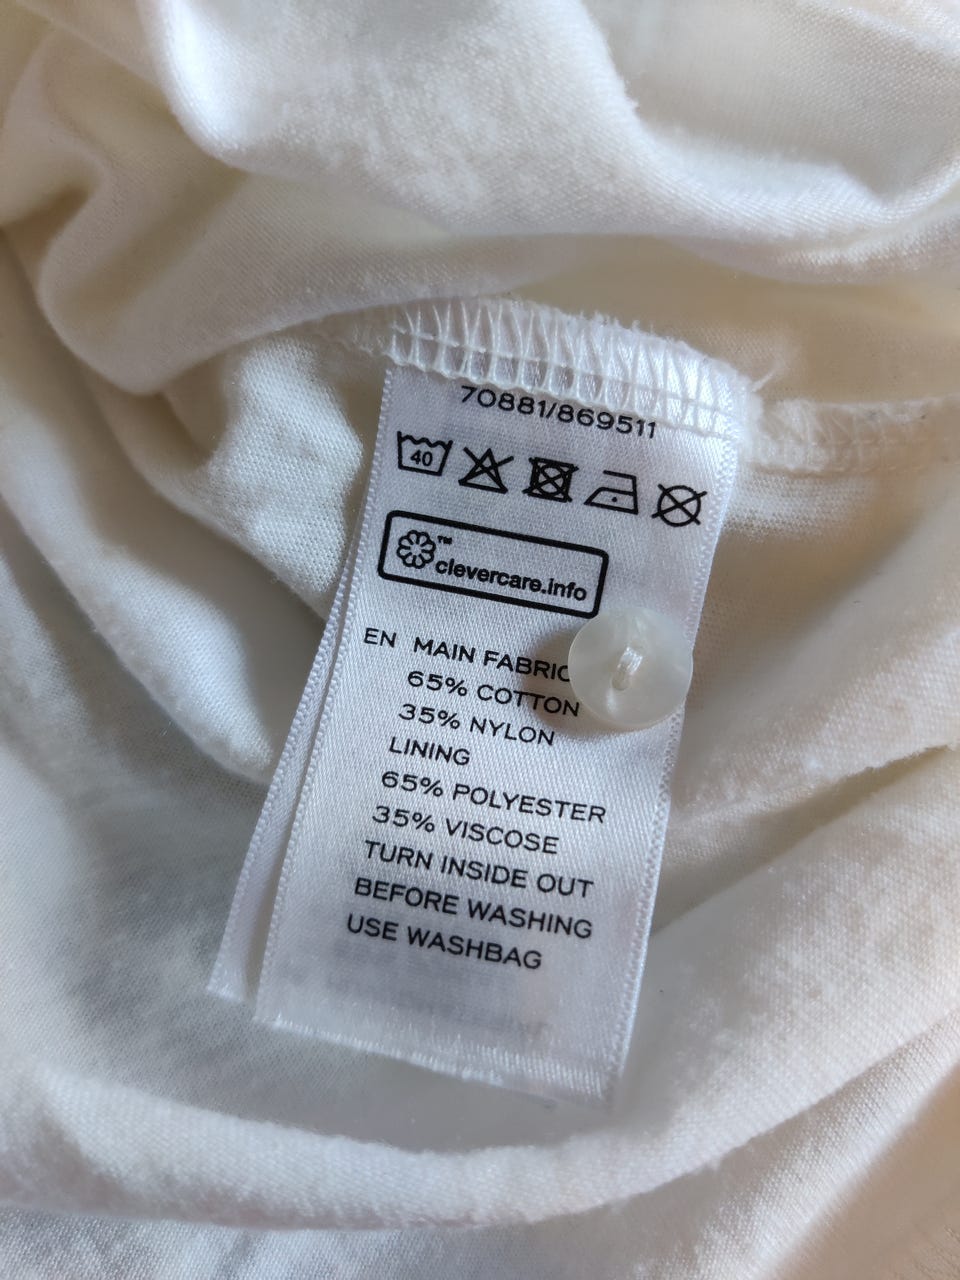 70881/869511
40
™
clevercare.info
EN MAIN FABRIC
65% COTTON
35% NYLON
LINING
65% POLYESTER
35% VISCOSE
TURN INSIDE OUT
BEFORE WASHING
USE WASHBAG